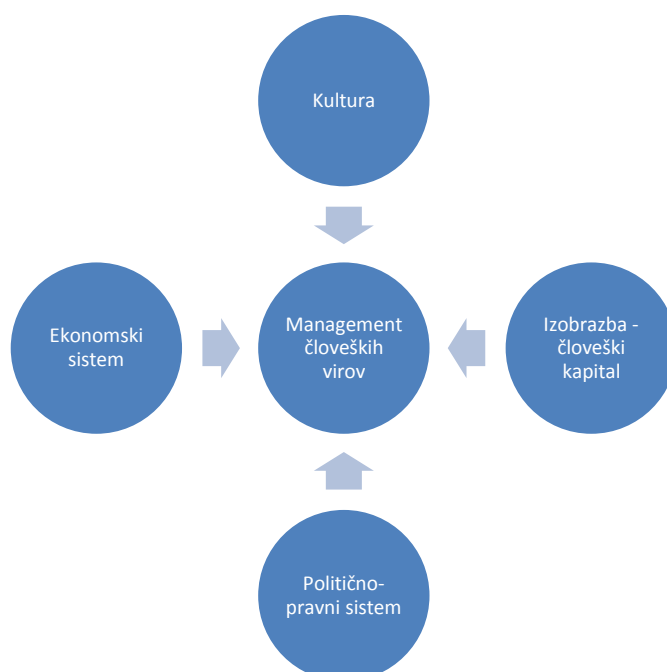 Kultura
Ekonomski
sistem
Management
človeških
virov
Izobrazba -
človeški
kapital
Politično-
pravni sistem